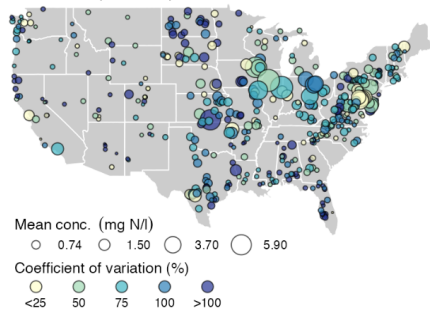 Mean conc. (mg N/l)
0.74 1.50 3.70 5.90
Coefficient of variation (%)
<25 50 75 100 >100